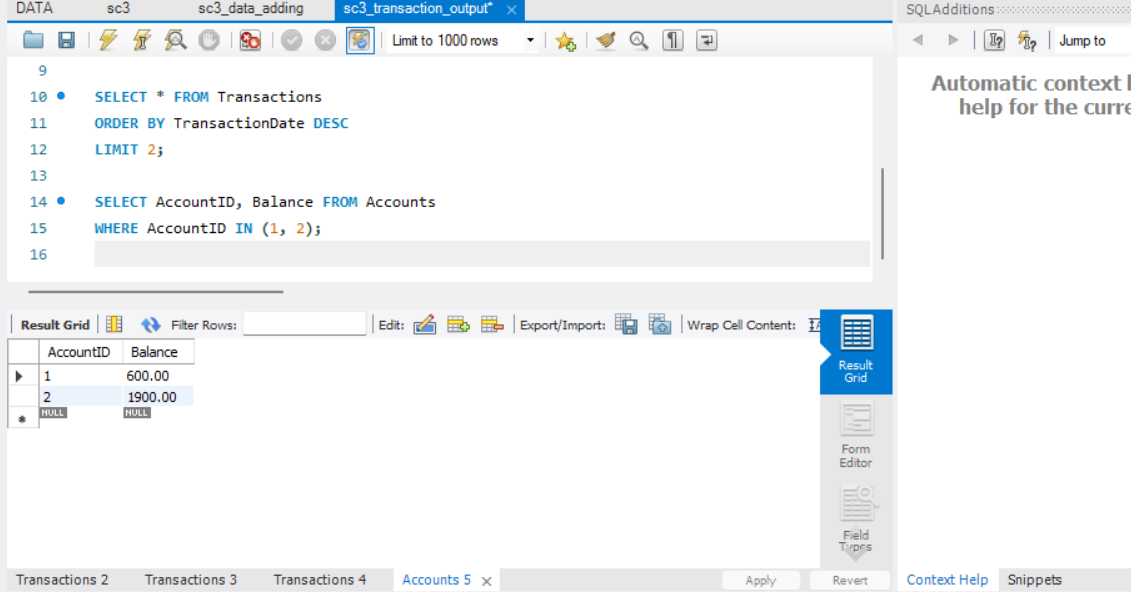 DATA sc3 sc3_data_adding sc3_transaction_output* SQLAdditions
Limit to 1000 rows Jump to
9
10 SELECT * FROM Transactions
11 ORDER BY TransactionDate DESC
12 LIMIT 2;
13
14 SELECT AccountID, Balance FROM Accounts
15 WHERE AccountID IN (1, 2);
16
Automatic context
help for the curre
Result Grid Filter Rows: Edit: Export/Import: Wrap Cell Content:
AccountID Balance
1 600.00
2 1900.00
NULL NULL
Result
Grid
Form
Editor
Field
Types
Transactions 2 Transactions 3 Transactions 4 Accounts 5 Apply Revert Context Help Snippets